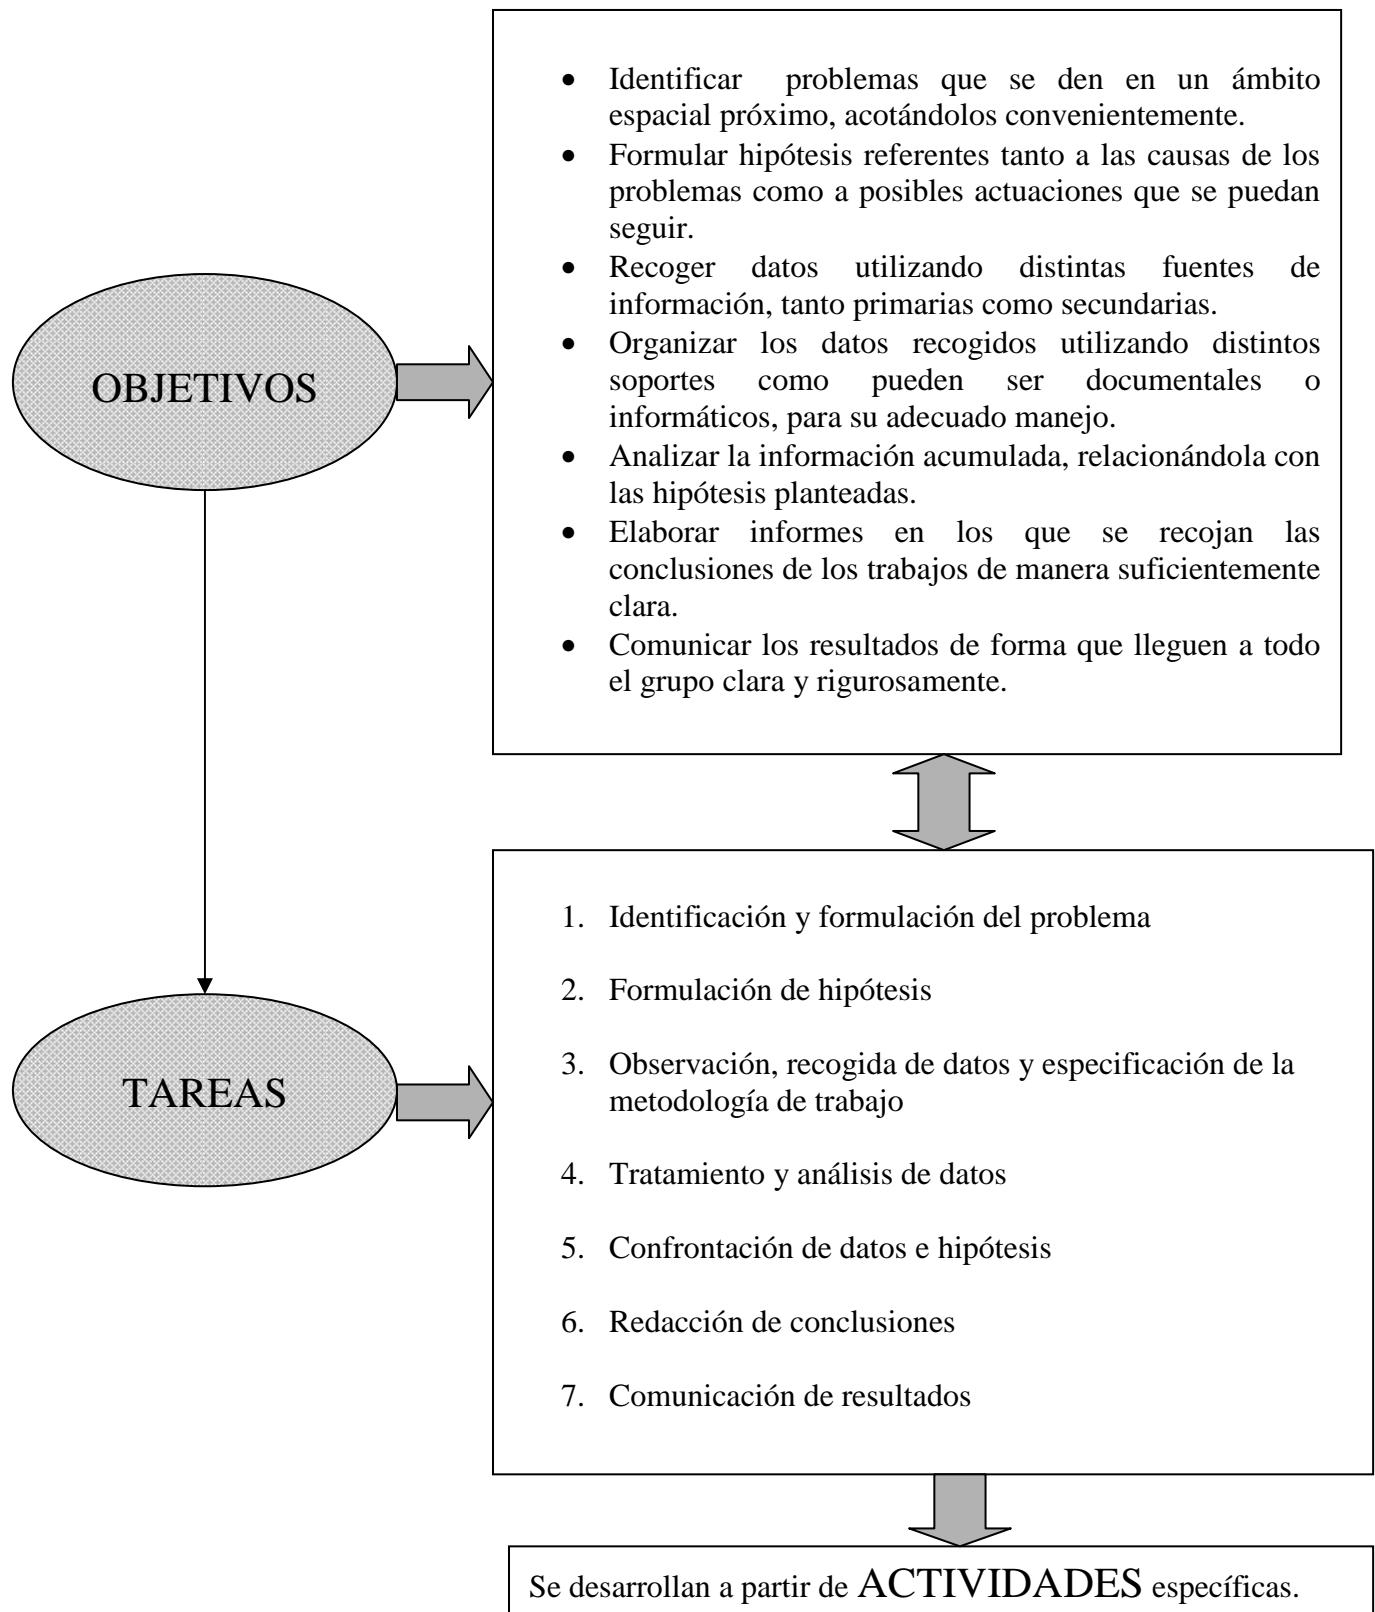 • Identificar problemas que se den en un ámbito
espacial próximo, acotándolos convenientemente.
• Formular hipótesis referentes tanto a las causas de los
problemas como a posibles actuaciones que se puedan
seguir.
• Recoger datos utilizando distintas fuentes de
información, tanto primarias como secundarias.
• Organizar los datos recogidos utilizando distintos
soportes como pueden ser documentales o
informáticos, para su adecuado manejo.
• Analizar la información acumulada, relacionándola con
las hipótesis planteadas.
• Elaborar informes en los que se recojan las
conclusiones de los trabajos de manera suficientemente
clara.
• Comunicar los resultados de forma que lleguen a todo
el grupo clara y rigurosamente.
OBJETIVOS
1. Identificación y formulación del problema
2. Formulación de hipótesis
3. Observación, recogida de datos y especificación de la
metodología de trabajo
4. Tratamiento y análisis de datos
5. Confrontación de datos e hipótesis
6. Redacción de conclusiones
7. Comunicación de resultados
TAREAS
Se desarrollan a partir de ACTIVIDADES específicas.